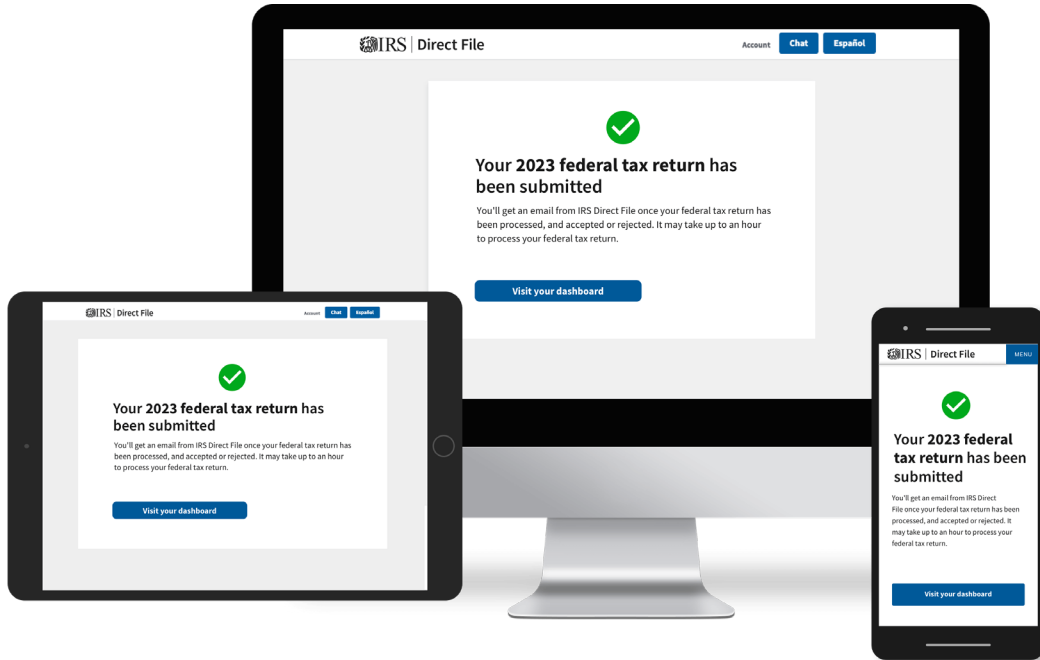 IRS | Direct File
Account
Chat
Español
Your 2023 federal tax return has
been submitted
You'll get an email from IRS Direct File once your federal tax return has
been processed, and accepted or rejected. It may take up to an hour
to process your federal tax return.
Visit your dashboard
IRS | Direct File
Account
Chat
Español
Your 2023 federal tax return has
been submitted
You'll get an email from IRS Direct File once your federal tax return has
been processed, and accepted or rejected. It may take up to an hour
to process your federal tax return.
Visit your dashboard
IRS | Direct File
MENU
Your 2023 federal
tax return has been
submitted
You'll get an email from IRS Direct
File once your federal tax return has been
processed, and accepted or rejected. It
may take up to an hour to process your
federal tax return.
Visit your dashboard